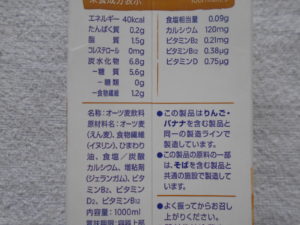 栄養成分表示
エネルギー 40kcal
たんぱく質 0.2g
脂質 1.5g
コレステロール 0mg
炭水化物 6.8g
－糖質 5.6g
－糖類 0g
－食物繊維 1.2g
食塩相当量 0.09g
カルシウム 120mg
ビタミンB2 0.21mg
ビタミンB12 0.38μg
ビタミンD 0.75μg
名称：オーツ麦飲料
原材料名：オーツ麦
(えん麦)、食物繊維
(イヌリン)、ひまわり
油、食塩／炭酸
カルシウム、増粘剤
(ジェランガム)、ビタ
ミンB2、ビタミン
D2、ビタミンB12
内容量：1000ml
賞味期限：容器上部
●この製品はりんご・
バナナを含む製品と
同一の製造ラインで
製造しています。
●この製品の原料の一部
は、そばを含む製品と
共通の施設で製造して
います。
●よく振ってからお召し
上がりください。